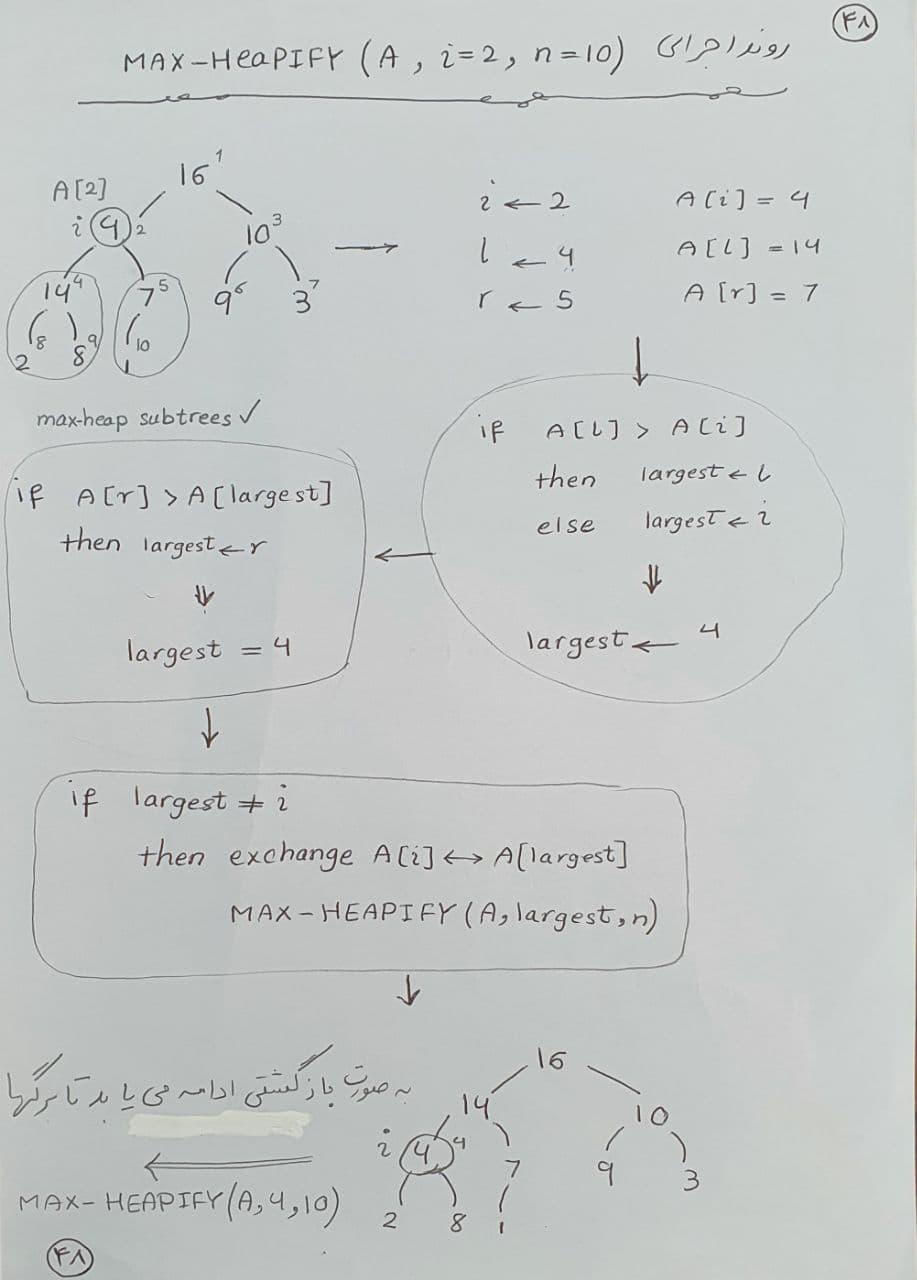 ۴۸
روند اجرای MAX-HEAPIFY (A, i=2, n=10)
16 1
A[2]
i 4 2
10 3
14 4
7 5
9 6
3 7
2 8
8 9
1 10
max-heap subtrees ✓
i ← 2
A[i] = 4
l ← 4
A[l] = 14
r ← 5
A[r] = 7
if A[l] > A[i]
then largest ← l
else largest ← i
⇓
largest ← 4
if A[r] > A[largest]
then largest ← r
⇓
largest = 4
if largest ≠ i
then exchange A[i] ↔ A[largest]
MAX-HEAPIFY (A, largest, n)
16
14
10
i 4 4
7
9
3
2 8 1
به صورت بازگشتی ادامه می یابد تا برگها
MAX-HEAPIFY (A, 4, 10)
۴۸